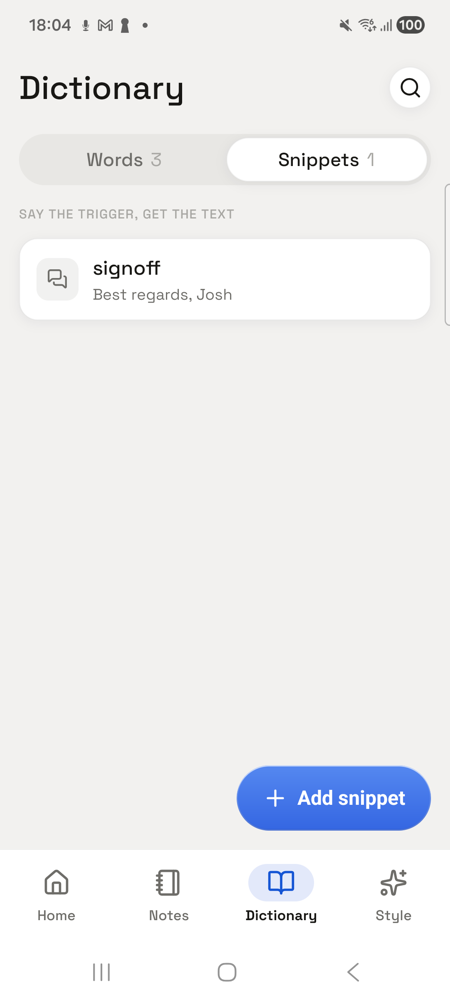 18:04
100
Dictionary
Words 3
Snippets 1
SAY THE TRIGGER, GET THE TEXT
signoff
Best regards, Josh
+ Add snippet
Home
Notes
Dictionary
Style